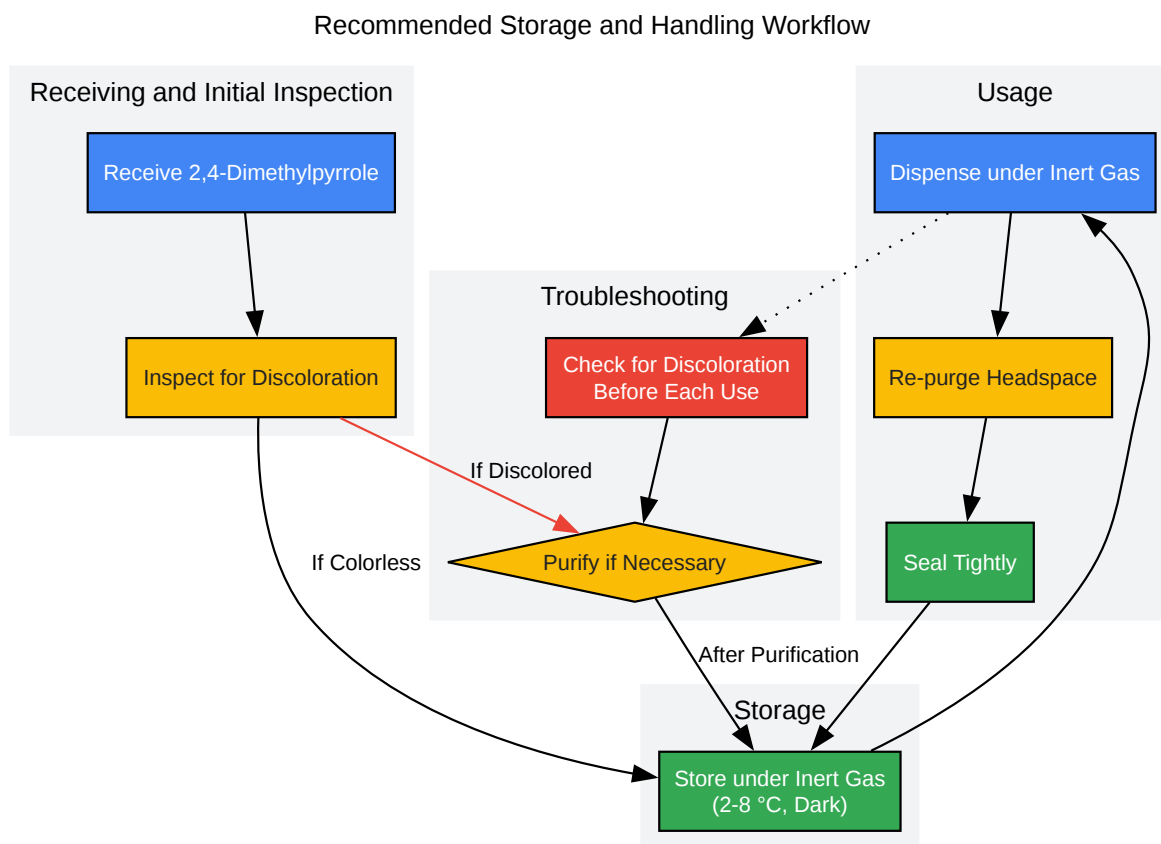 Recommended Storage and Handling Workflow
Receiving and Initial Inspection
Receive 2,4-Dimethylpyrrole
Inspect for Discoloration
If Discolored
If Colorless
Troubleshooting
Check for Discoloration
Before Each Use
Purify if Necessary
After Purification
Usage
Dispense under Inert Gas
Re-purge Headspace
Seal Tightly
Storage
Store under Inert Gas
(2-8 °C, Dark)